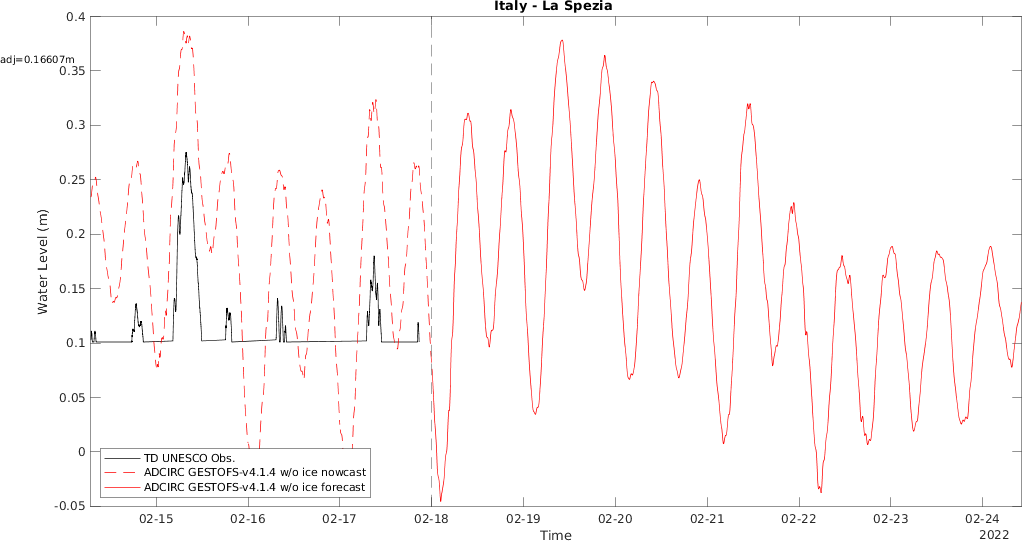 Italy - La Spezia
adj=0.16607m
Water Level (m)
0.4
0.35
0.3
0.25
0.2
0.15
0.1
0.05
0
-0.05
TD UNESCO Obs.
ADCIRC GESTOFS-v4.1.4 w/o ice nowcast
ADCIRC GESTOFS-v4.1.4 w/o ice forecast
02-15 02-16 02-17 02-18 02-19 02-20 02-21 02-22 02-23 02-24
Time
2022